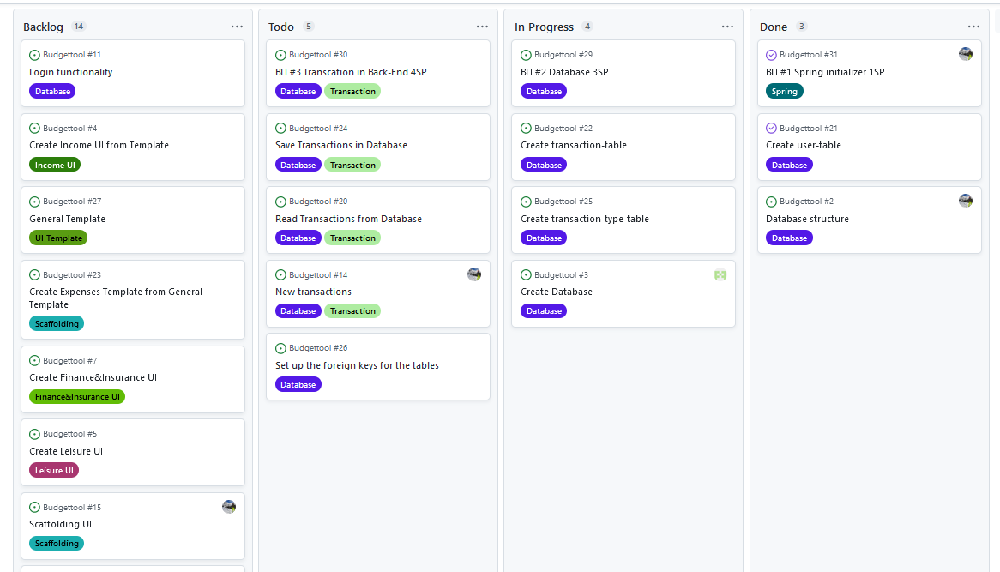 Backlog 14
Budgettool #11
Login functionality
Database
Budgettool #4
Create Income UI from Template
Income UI
Budgettool #27
General Template
UI Template
Budgettool #23
Create Expenses Template from General
Template
Scaffolding
Budgettool #7
Create Finance&Insurance UI
Finance&Insurance UI
Budgettool #5
Create Leisure UI
Leisure UI
Budgettool #15
Scaffolding UI
Scaffolding
Todo 5
Budgettool #30
BLI #3 Transcation in Back-End 4SP
Database Transaction
Budgettool #24
Save Transactions in Database
Database Transaction
Budgettool #20
Read Transactions from Database
Database Transaction
Budgettool #14
New transactions
Database Transaction
Budgettool #26
Set up the foreign keys for the tables
Database
In Progress 4
Budgettool #29
BLI #2 Database 3SP
Database
Budgettool #22
Create transaction-table
Database
Budgettool #25
Create transaction-type-table
Database
Budgettool #3
Create Database
Database
Done 3
Budgettool #31
BLI #1 Spring initializer 1SP
Spring
Budgettool #21
Create user-table
Database
Budgettool #2
Database structure
Database